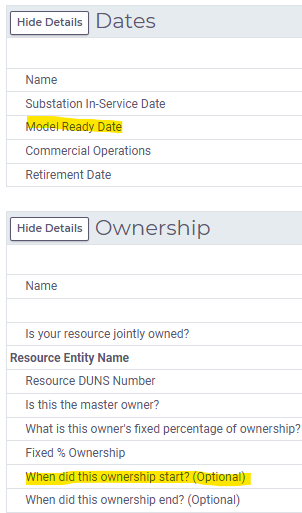 Hide Details Dates
Name
Substation In-Service Date
Model Ready Date
Commercial Operations
Retirement Date
Hide Details Ownership
Name
Is your resource jointly owned?
Resource Entity Name
Resource DUNS Number
Is this the master owner?
What is this owner's fixed percentage of ownership?
Fixed % Ownership
When did this ownership start? (Optional)
When did this ownership end? (Optional)